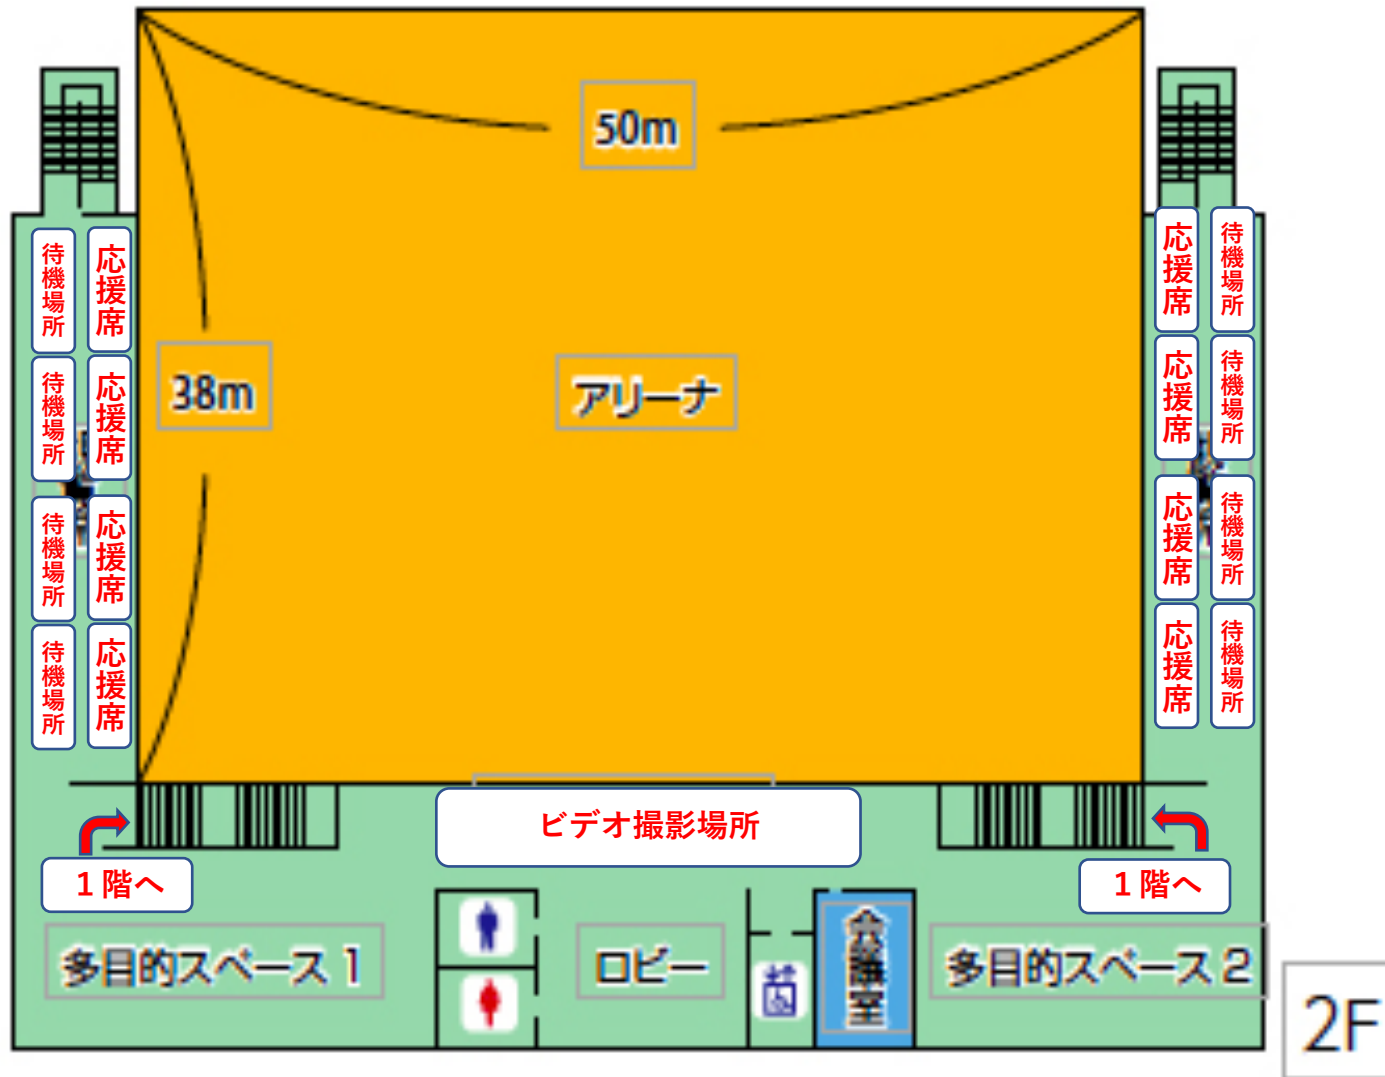 50m
待機場所
応援席
応援席
待機場所
待機場所
応援席
38m
アリーナ
応援席
待機場所
待機場所
応援席
応援席
待機場所
待機場所
応援席
応援席
待機場所
ビデオ撮影場所
１階へ
１階へ
多目的スペース 1
ロビー
会議室
多目的スペース 2
2F